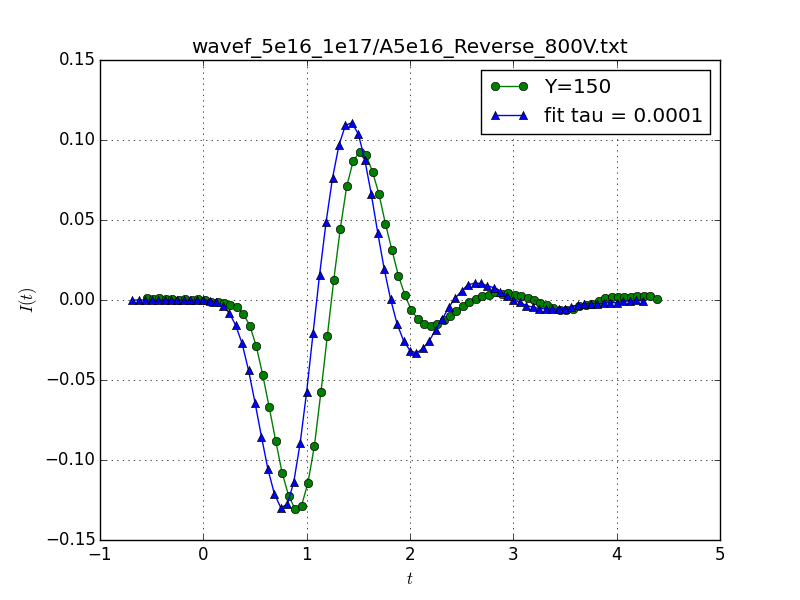 wavef_5e16_1e17/A5e16_Reverse_800V.txt
Y=150
fit tau = 0.0001
0.15
0.10
0.05
0.00
−0.05
−0.10
−0.15
I(t)
−1
0
1
2
3
4
5
t